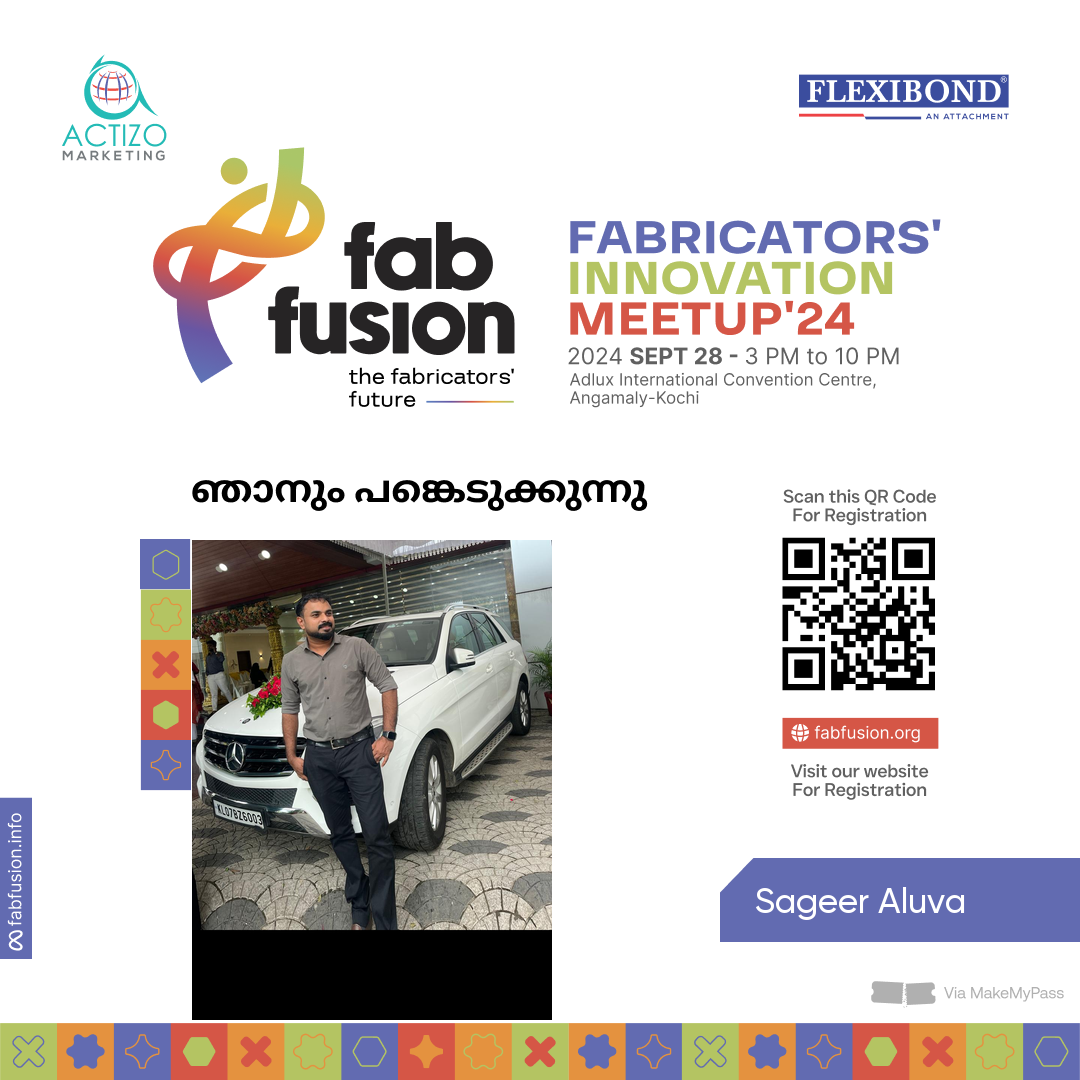 ACTIZO
MARKETING
FLEXIBOND®
AN ATTACHMENT
fab
fusion
the fabricators'
future
FABRICATORS'
INNOVATION
MEETUP'24
2024 SEPT 28 - 3 PM to 10 PM
Adlux International Convention Centre,
Angamaly-Kochi
ഞാനും പങ്കെടുക്കുന്നു
Scan this QR Code
For Registration
fabfusion.org
Visit our website
For Registration
KL07BZ6003
fabfusion.info
Sageer Aluva
Via MakeMyPass